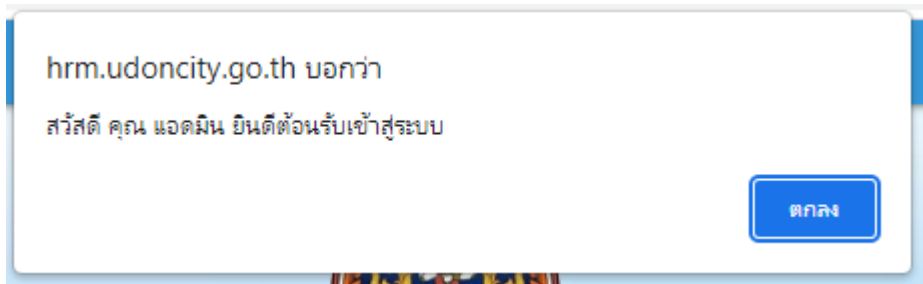 hrm.udoncity.go.th บอกว่า
สวัสดี คุณ แอดมิน ยินดีต้อนรับเข้าสู่ระบบ
ตกลง